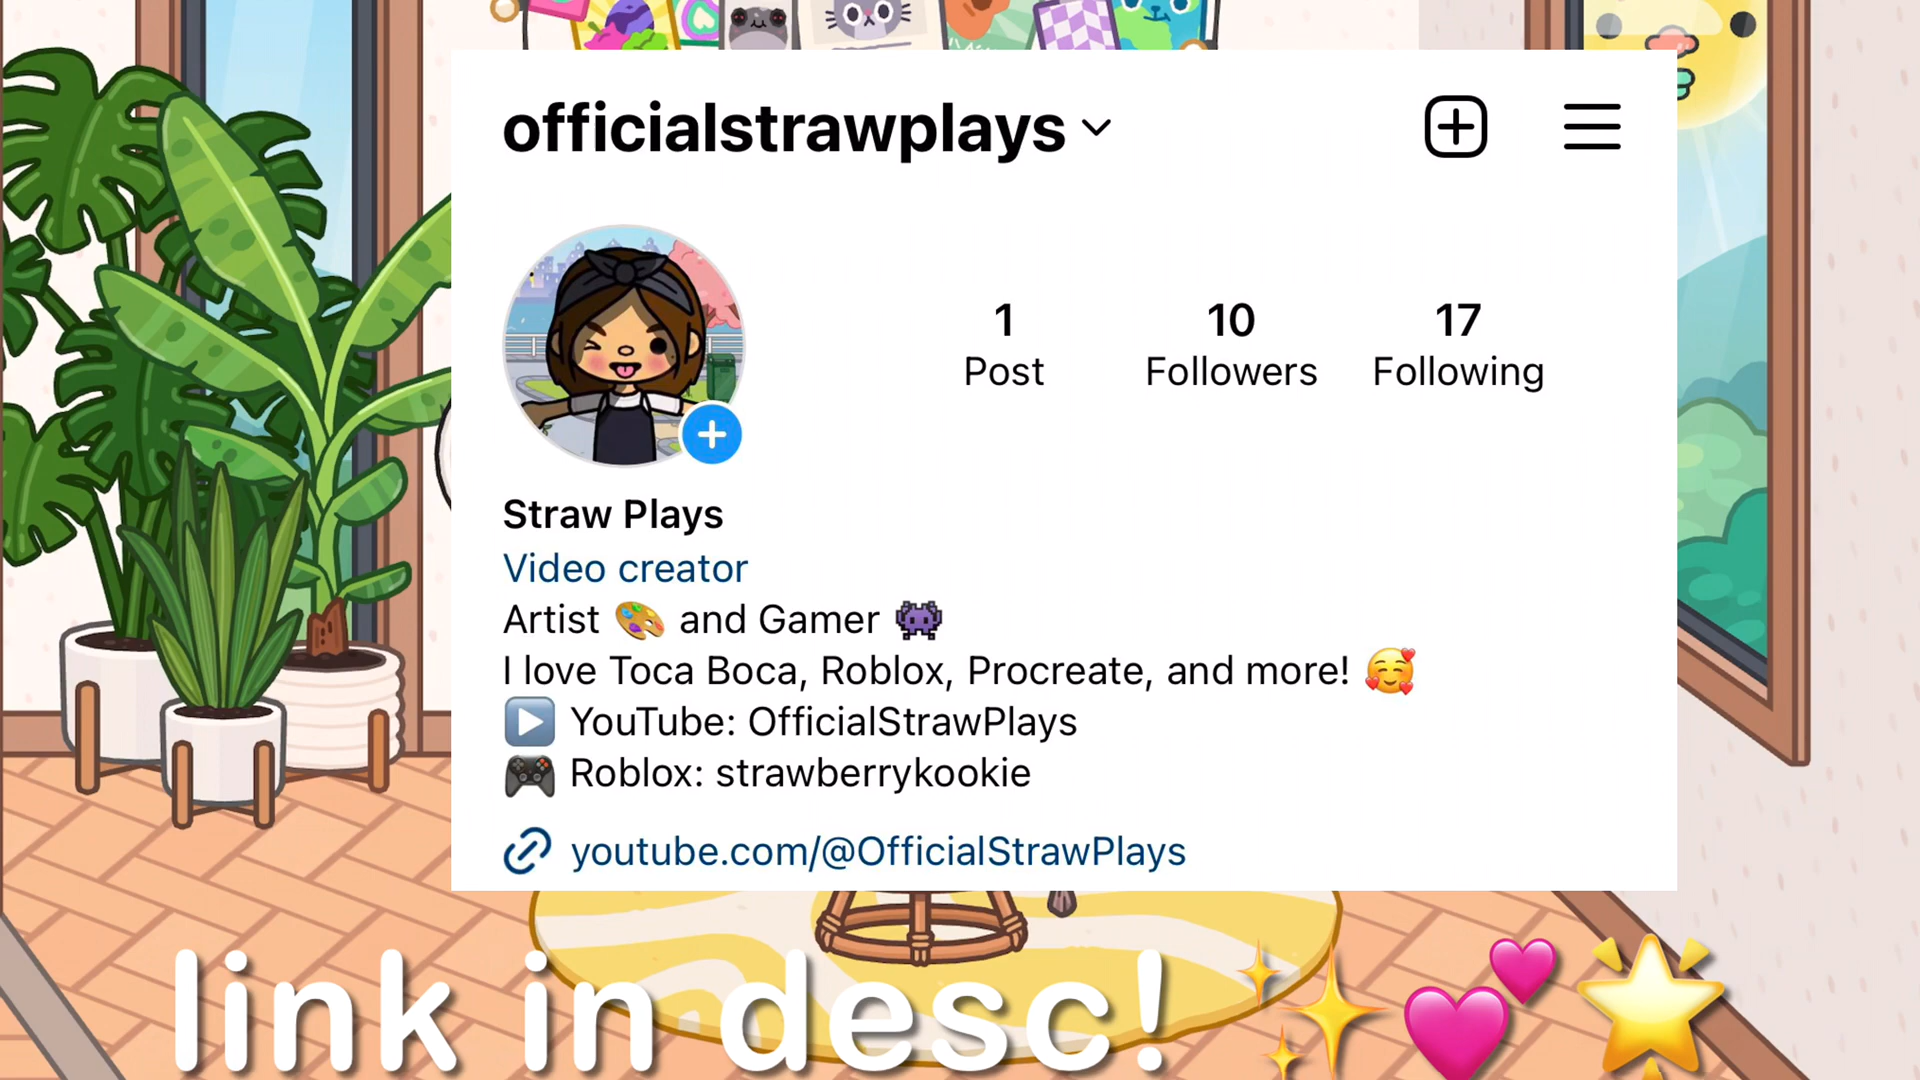 officialstrawplays
1
Post
10
Followers
17
Following
Straw Plays
Video creator
Artist 🎨 and Gamer 👾
I love Toca Boca, Roblox, Procreate, and more! 🥰
▶️ YouTube: OfficialStrawPlays
🎮 Roblox: strawberrykookie
youtube.com/@OfficialStrawPlays
link in desc! ✨💕🌟